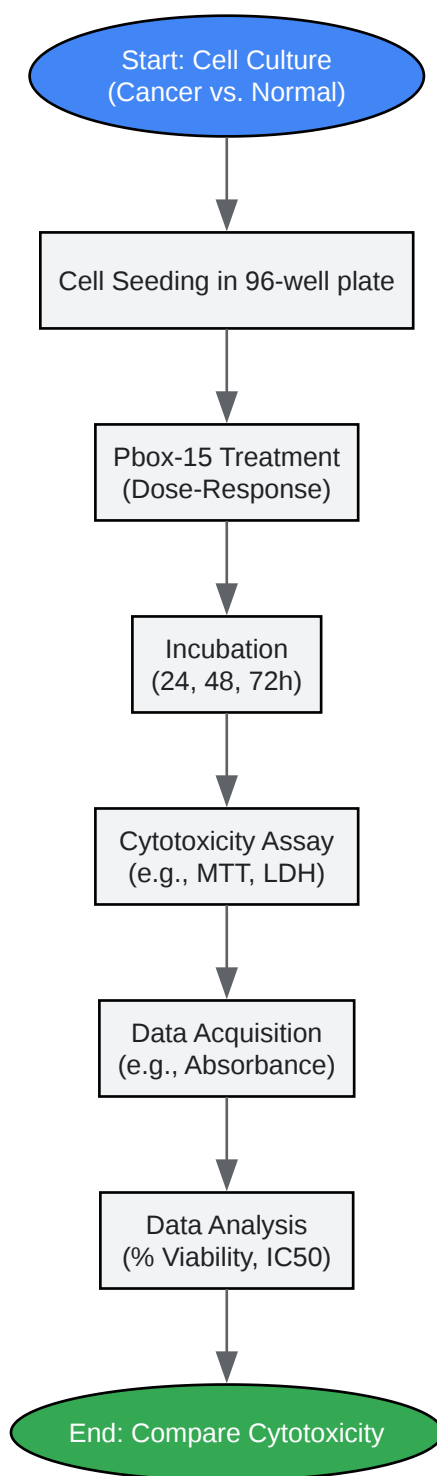 Start: Cell Culture
(Cancer vs. Normal)
Cell Seeding in 96-well plate
Pbox-15 Treatment
(Dose-Response)
Incubation
(24, 48, 72h)
Cytotoxicity Assay
(e.g., MTT, LDH)
Data Acquisition
(e.g., Absorbance)
Data Analysis
(% Viability, IC50)
End: Compare Cytotoxicity